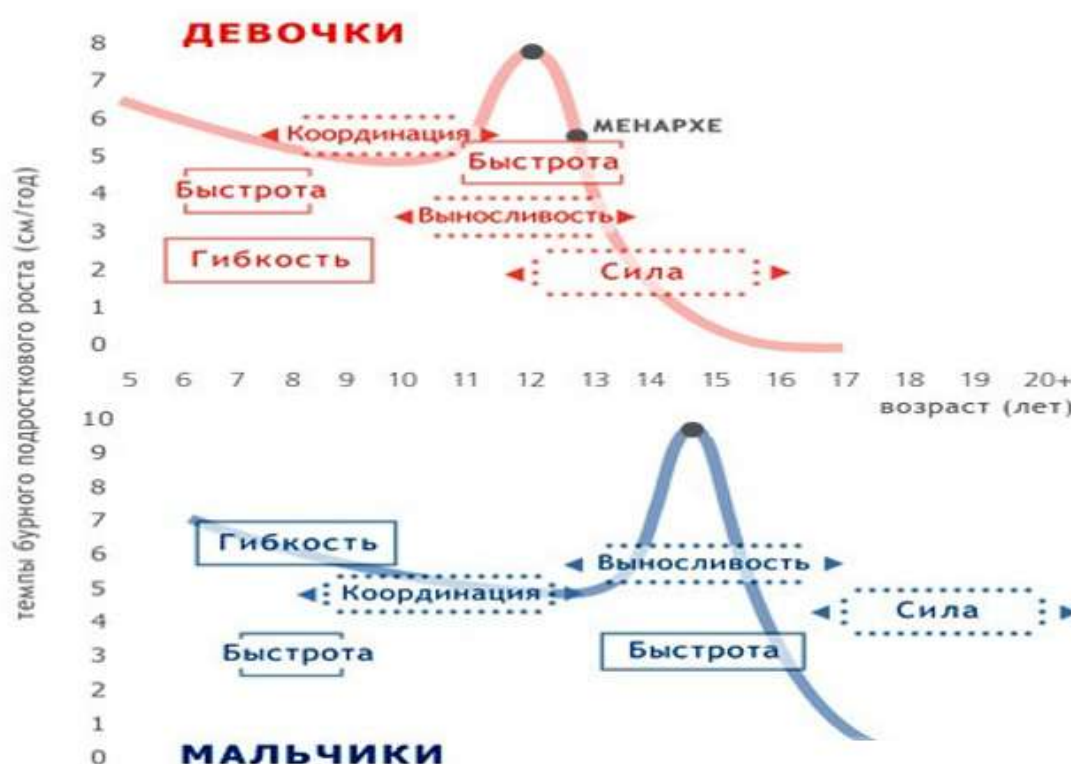 ДЕВОЧКИ
8
7
6
5
4
3
2
1
0
Координация
МЕНАРХЕ
Быстрота
Быстрота
Выносливость
Гибкость
Сила
темпы бурного подросткового роста (см/год)
5 6 7 8 9 10 11 12 13 14 15 16 17 18 19 20+
возраст (лет)
10
9
8
7
6
5
4
3
2
1
0
Гибкость
Выносливость
Координация
Сила
Быстрота
Быстрота
МАЛЬЧИКИ